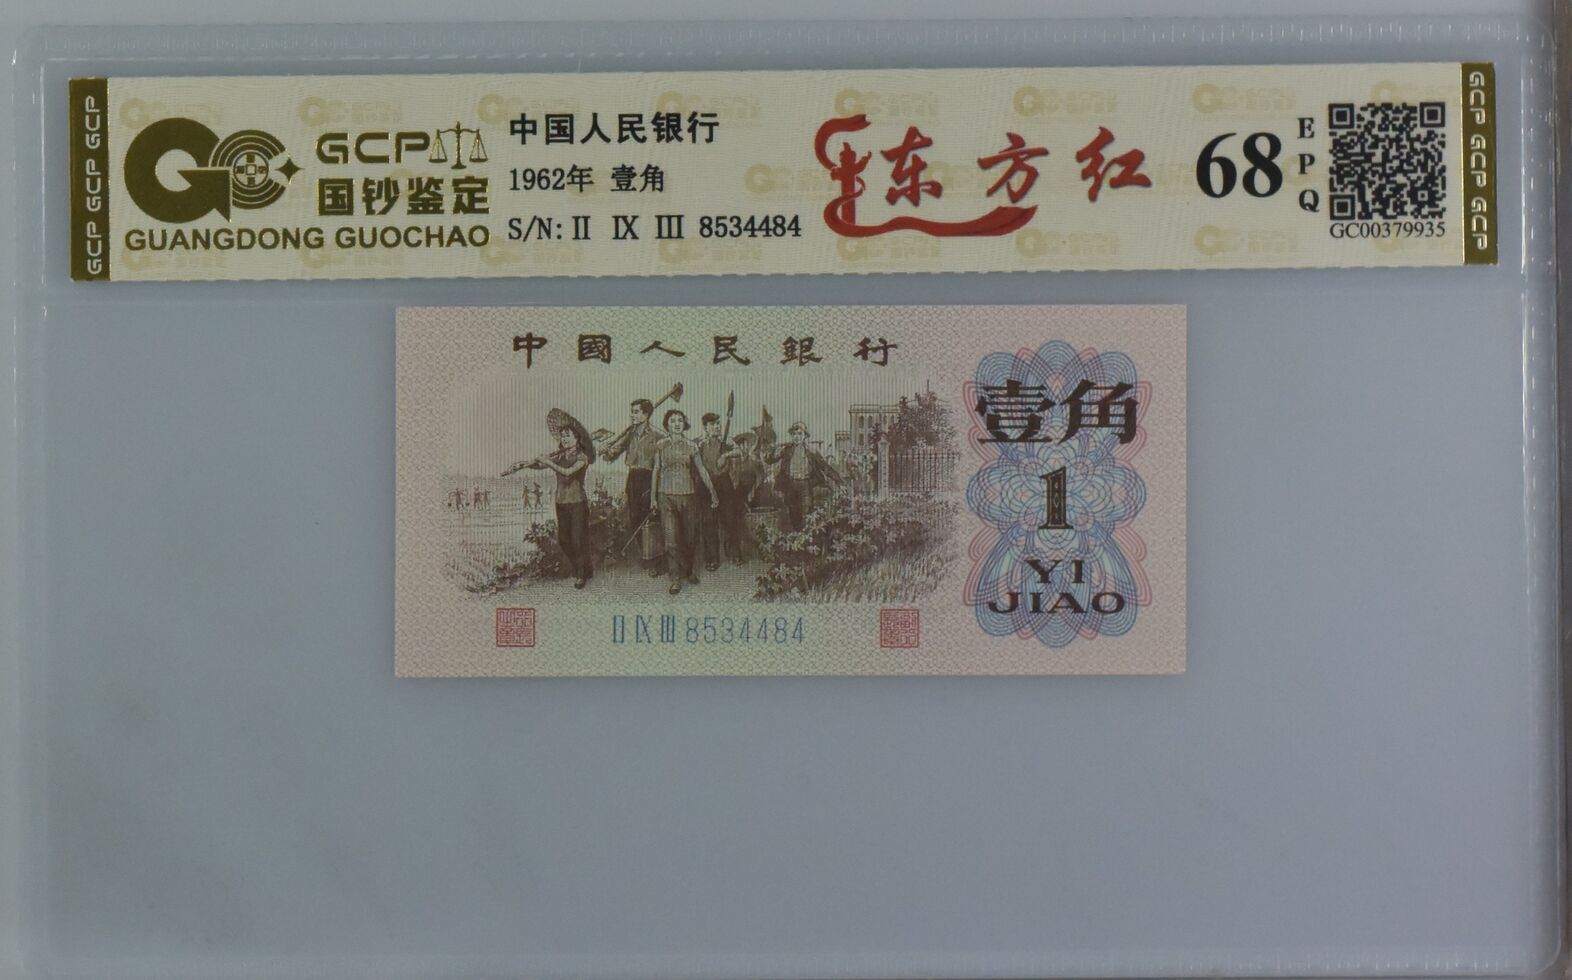 GCP GCP GCP
GCP
国钞鉴定
GUANGDONG GUOCHAO
中国人民银行
1962年 壹角
S/N: II IX III 8534484
东方红
68
EPQ
GC00379935
GCP GCP GCP
中國人民銀行
壹角
1
YI
JIAO
II IX III 8534484